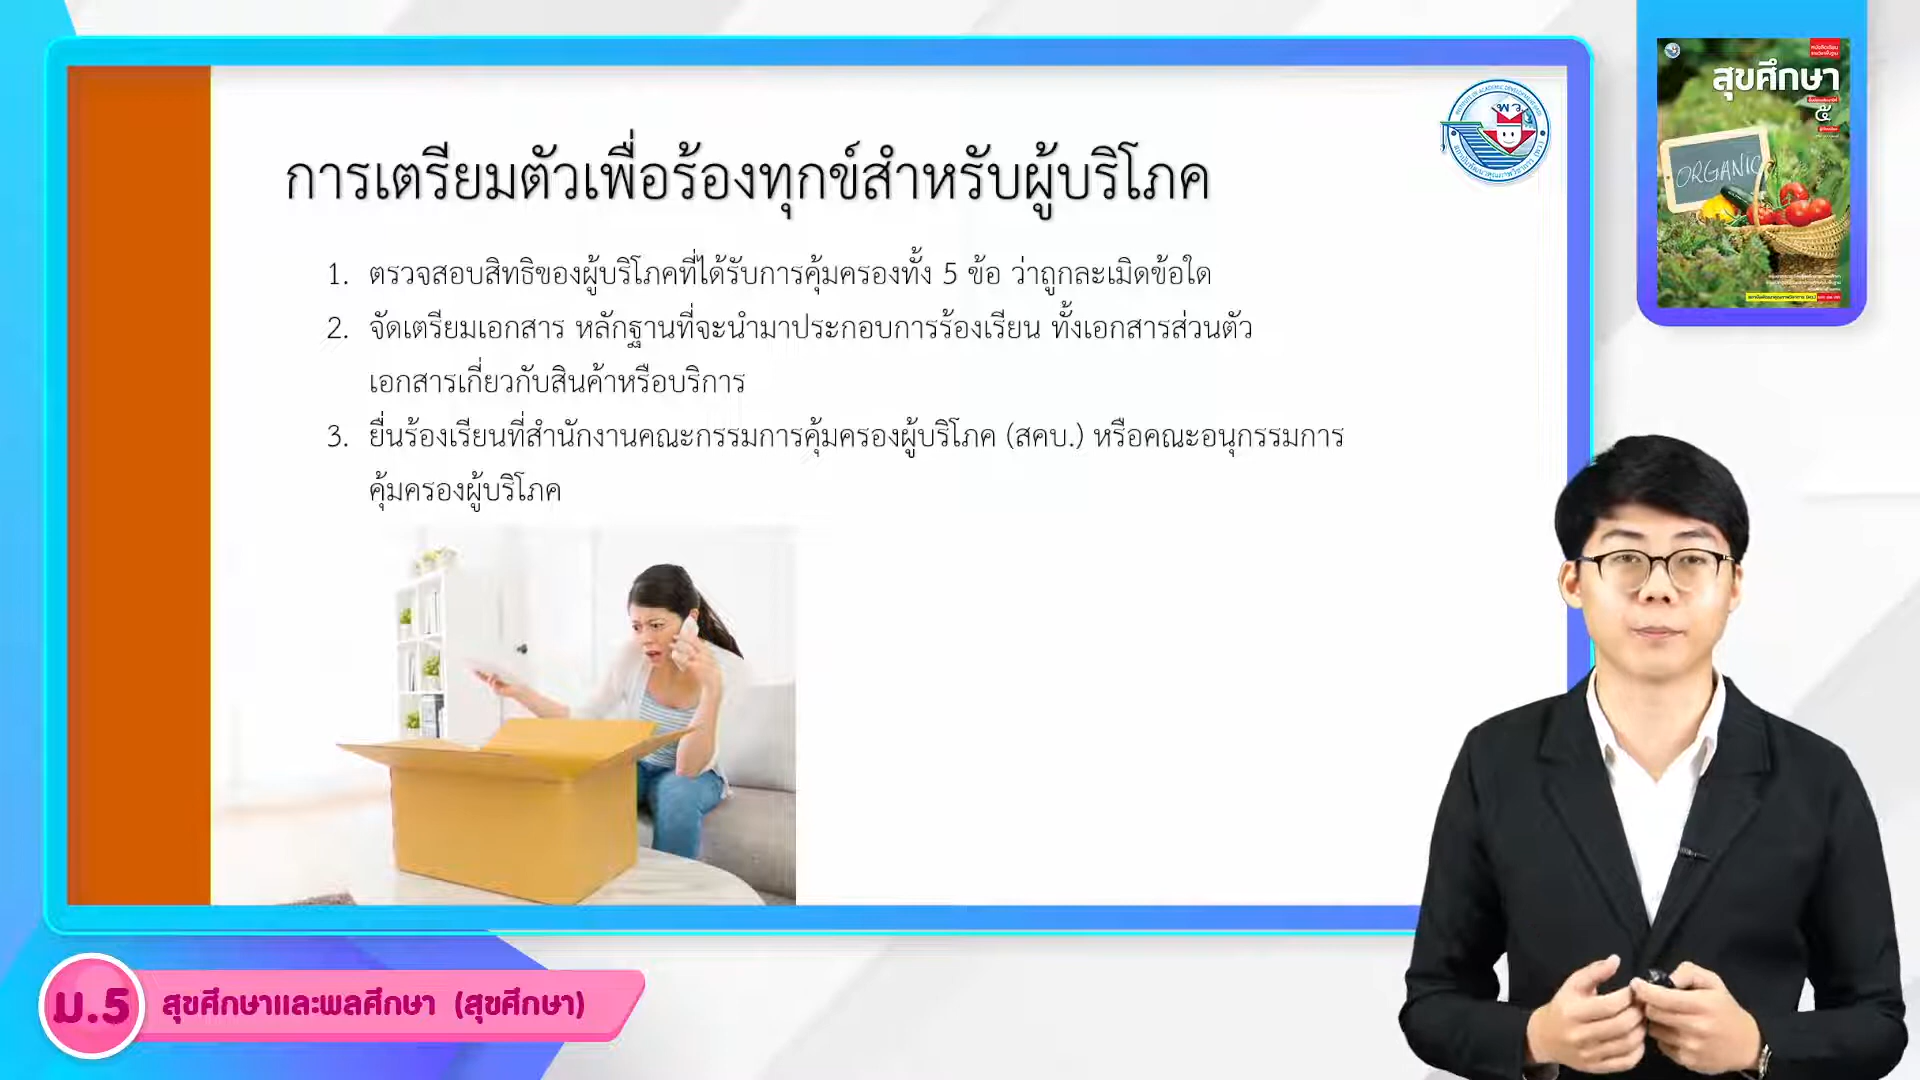 การเตรียมตัวเพื่อร้องทุกข์สำหรับผู้บริโภค
1. ตรวจสอบสิทธิของผู้บริโภคที่ได้รับการคุ้มครองทั้ง 5 ข้อ ว่าถูกละเมิดข้อใด
2. จัดเตรียมเอกสาร หลักฐานที่จะนำมาประกอบการร้องเรียน ทั้งเอกสารส่วนตัว
เอกสารเกี่ยวกับสินค้าหรือบริการ
3. ยื่นร้องเรียนที่สำนักงานคณะกรรมการคุ้มครองผู้บริโภค (สคบ.) หรือคณะอนุกรรมการ
คุ้มครองผู้บริโภค
พว.
สุขศึกษา
๕
ORGANIC
ม.5 สุขศึกษาและพลศึกษา (สุขศึกษา)